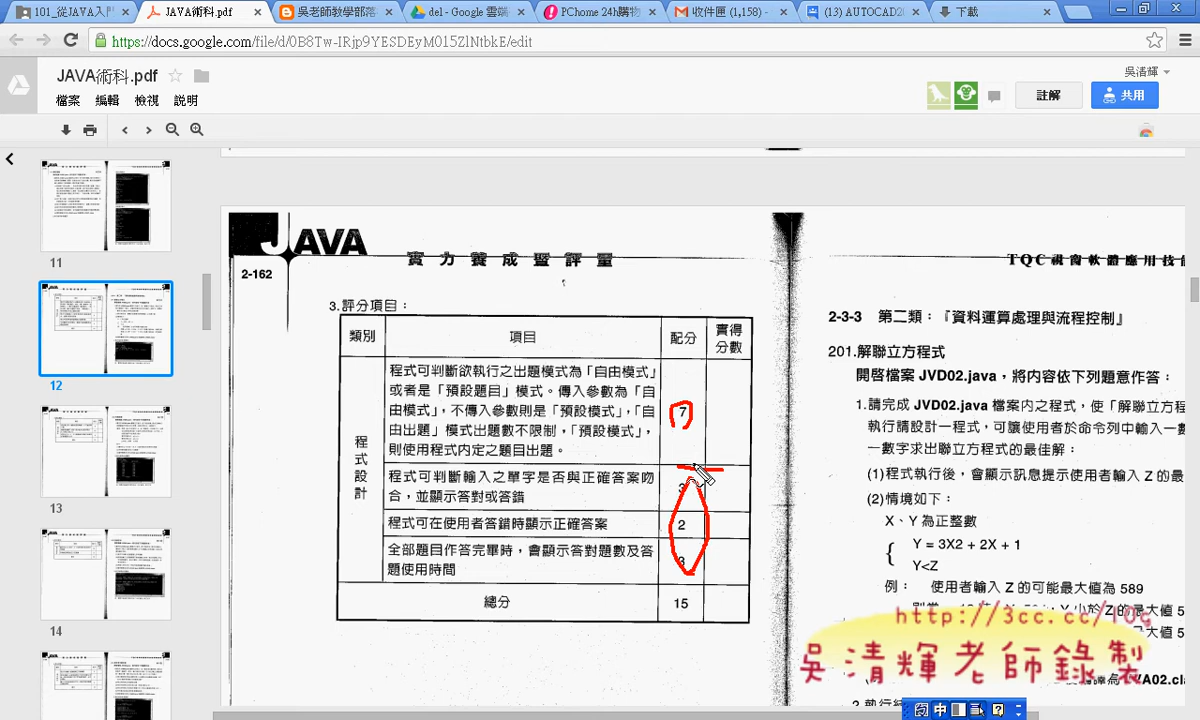 101_從JAVA入門
JAVA術科.pdf
吳老師教學部落
del - Google 雲端
PChome 24h購物
收件匣 (1,158) -
(13) AUTOCAD20
下載
https://docs.google.com/file/d/0B8Tw-IRjp9YESDEyM015ZlNtbkE/edit
JAVA術科.pdf
吳清輝
檔案 編輯 檢視 說明
註解
共用
11
12
13
14
JAVA
實力養成暨評量
2-162
3.評分項目：
類別 項目 配分 實得分數
程式設計
程式可判斷欲執行之出題模式為「自由模式」
或者是「預設題目」模式。傳入參數為「自
由模式」，不傳入參數則是「預設模式」，「自
由出題」模式出題數不限制，「預設模式」，
則使用程式內定之題目出題。
7
程式可判斷輸入之單字是否與正確答案吻
合，並顯示答對或答錯
3
程式可在使用者答錯時顯示正確答案
2
全部題目作答完畢時，會顯示答對題數及答
題使用時間
3
總分 15
TQC視窗軟體應用技
2-3-3 第二類：『資料運算處理與流程控制』
201.解聯立方程式
開啓檔案 JVD02.java，將內容依下列題意作答：
1.請完成 JVD02.java 檔案內之程式，使「解聯立方程
執行請設計一程式，可讓使用者於命令列中輸入一數
一數字求出聯立方程式的最佳解：
(1)程式執行後，會顯示訊息提示使用者輸入 Z 的最
(2)情境如下：
X、Y 為正整數
{ Y = 3X2 + 2X + 1
Y<Z
例： 使用者輸入 Z 的可能最大值為 589
http://3cc.cc/10g
吳清輝老師錄製
中